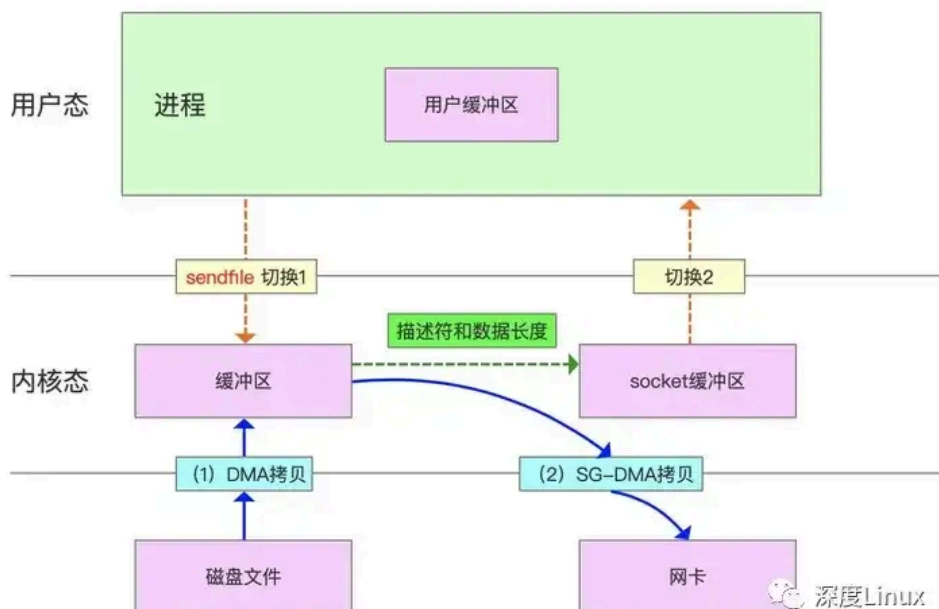 用户态
进程
用户缓冲区
sendfile 切换1
切换2
描述符和数据长度
内核态
缓冲区
socket缓冲区
(1) DMA拷贝
(2) SG-DMA拷贝
磁盘文件
网卡
深度Linux